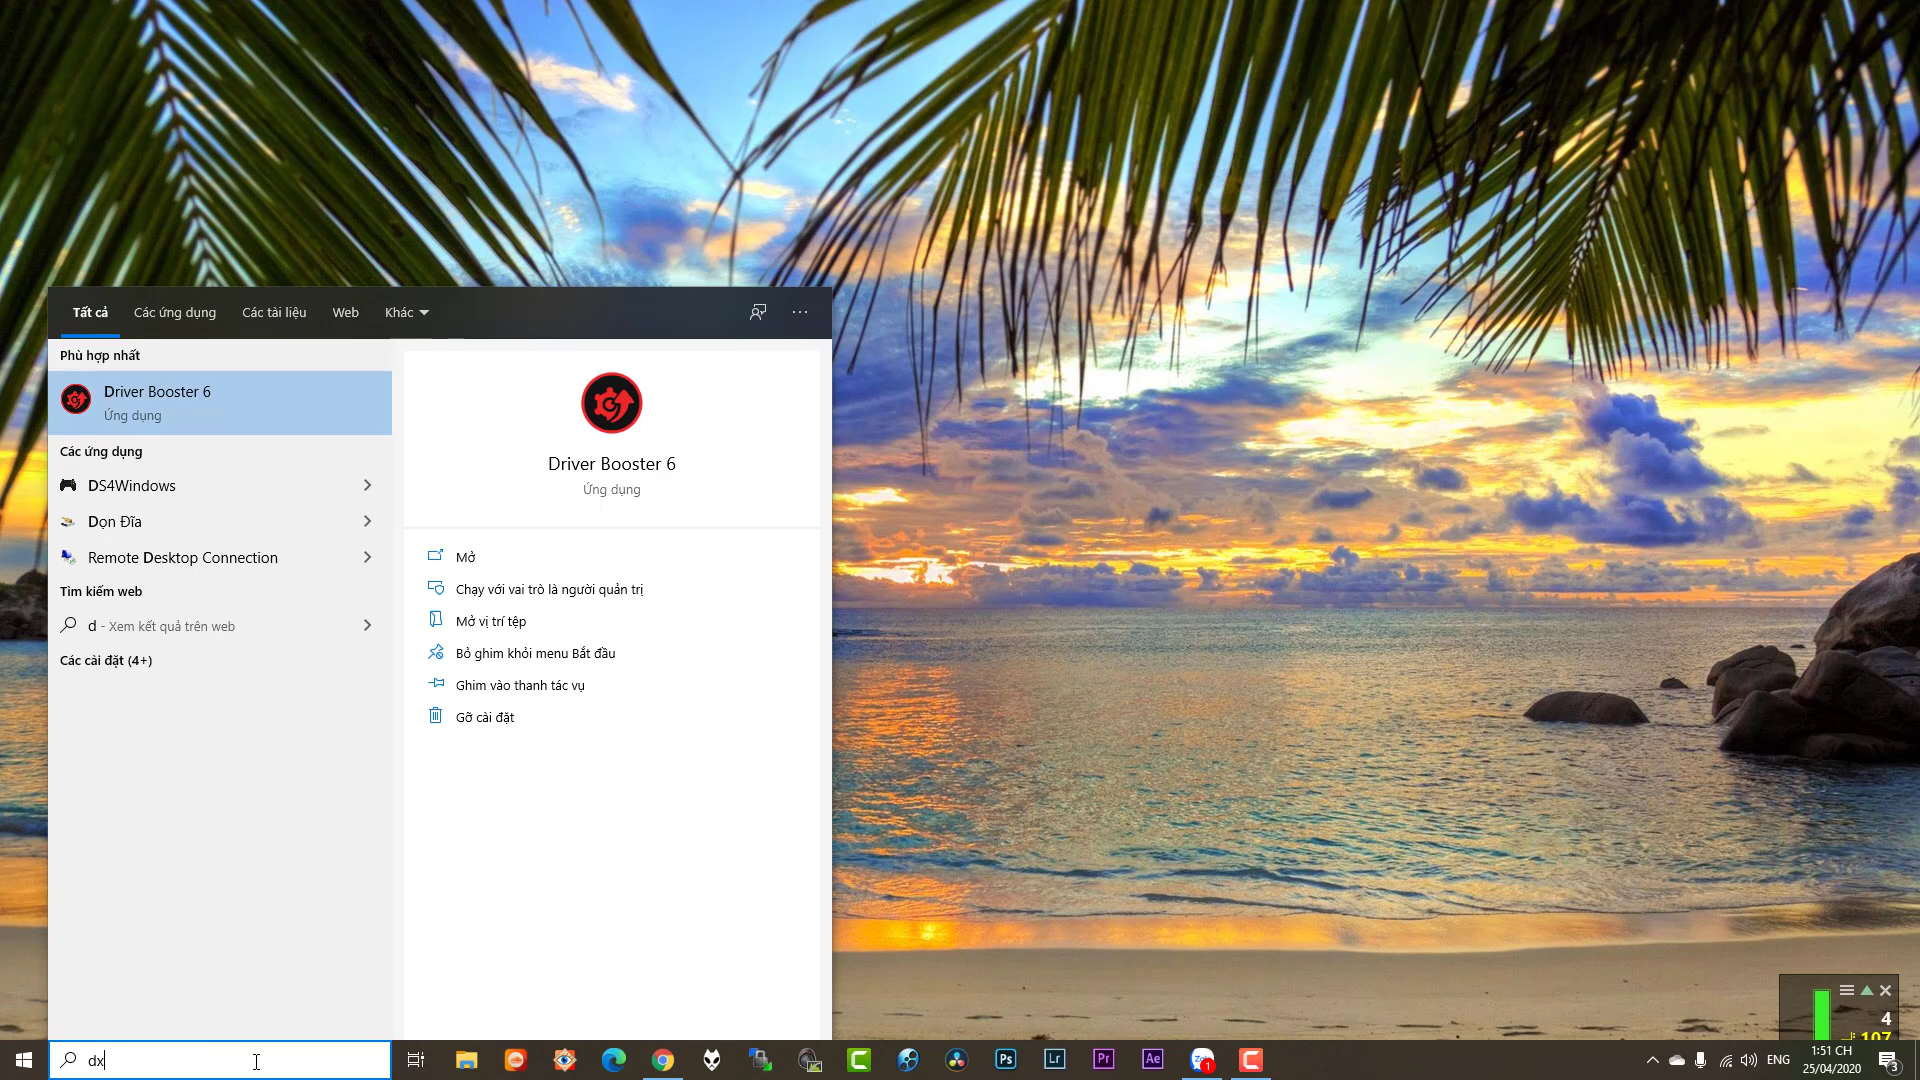 Tất cả
Các ứng dụng
Các tài liệu
Web
Khác
Phù hợp nhất
Driver Booster 6
Ứng dụng
Các ứng dụng
DS4Windows
Dọn Đĩa
Remote Desktop Connection
Tìm kiếm web
d - Xem kết quả trên web
Các cài đặt (4+)
Driver Booster 6
Ứng dụng
Mở
Chạy với vai trò là người quản trị
Mở vị trí tệp
Bỏ ghim khỏi menu Bắt đầu
Ghim vào thanh tác vụ
Gỡ cài đặt
4
107
dx
Ps
Lr
Pr
Ae
1
ENG
1:51 CH
25/04/2020
3